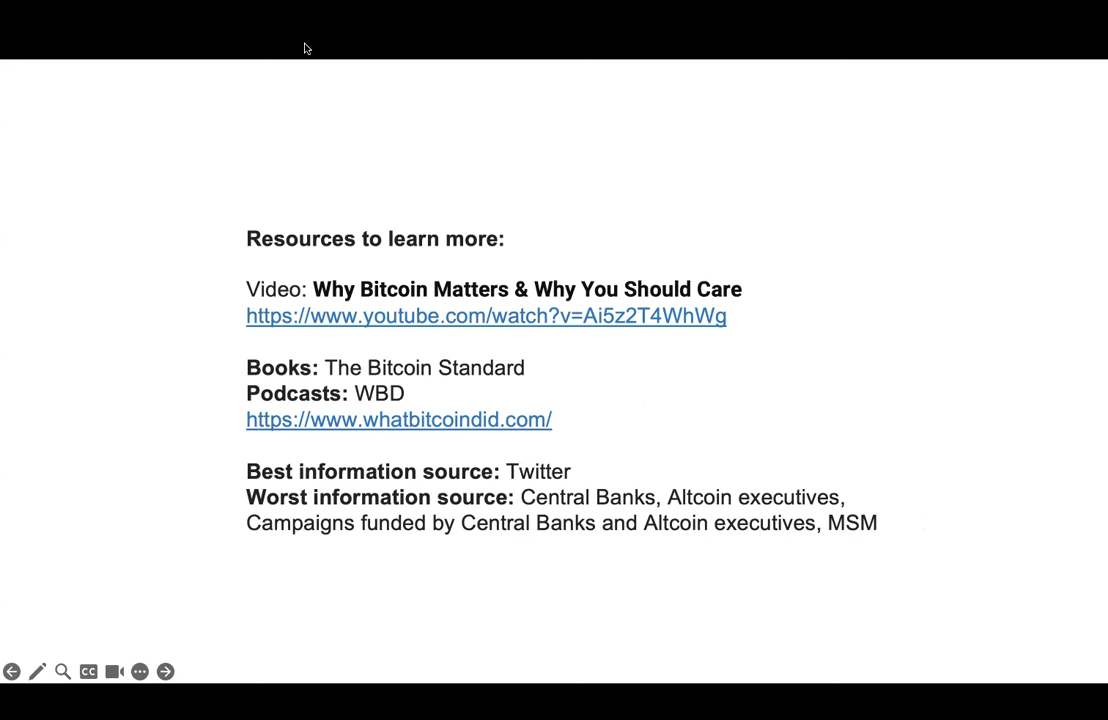 Resources to learn more:
Video: Why Bitcoin Matters & Why You Should Care
https://www.youtube.com/watch?v=Ai5z2T4WhWg
Books: The Bitcoin Standard
Podcasts: WBD
https://www.whatbitcoindid.com/
Best information source: Twitter
Worst information source: Central Banks, Altcoin executives,
Campaigns funded by Central Banks and Altcoin executives, MSM
CC